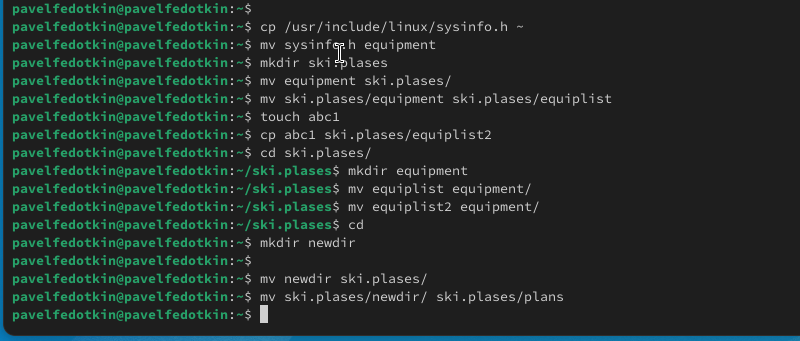 pavelfedotkin@pavelfedotkin:~$
pavelfedotkin@pavelfedotkin:~$ cp /usr/include/linux/sysinfo.h ~
pavelfedotkin@pavelfedotkin:~$ mv sysinfo.h equipment
pavelfedotkin@pavelfedotkin:~$ mkdir ski.plases
pavelfedotkin@pavelfedotkin:~$ mv equipment ski.plases/
pavelfedotkin@pavelfedotkin:~$ mv ski.plases/equipment ski.plases/equiplist
pavelfedotkin@pavelfedotkin:~$ touch abc1
pavelfedotkin@pavelfedotkin:~$ cp abc1 ski.plases/equiplist2
pavelfedotkin@pavelfedotkin:~$ cd ski.plases/
pavelfedotkin@pavelfedotkin:~/ski.plases$ mkdir equipment
pavelfedotkin@pavelfedotkin:~/ski.plases$ mv equiplist equipment/
pavelfedotkin@pavelfedotkin:~/ski.plases$ mv equiplist2 equipment/
pavelfedotkin@pavelfedotkin:~/ski.plases$ cd
pavelfedotkin@pavelfedotkin:~$ mkdir newdir
pavelfedotkin@pavelfedotkin:~$
pavelfedotkin@pavelfedotkin:~$ mv newdir ski.plases/
pavelfedotkin@pavelfedotkin:~$ mv ski.plases/newdir/ ski.plases/plans
pavelfedotkin@pavelfedotkin:~$